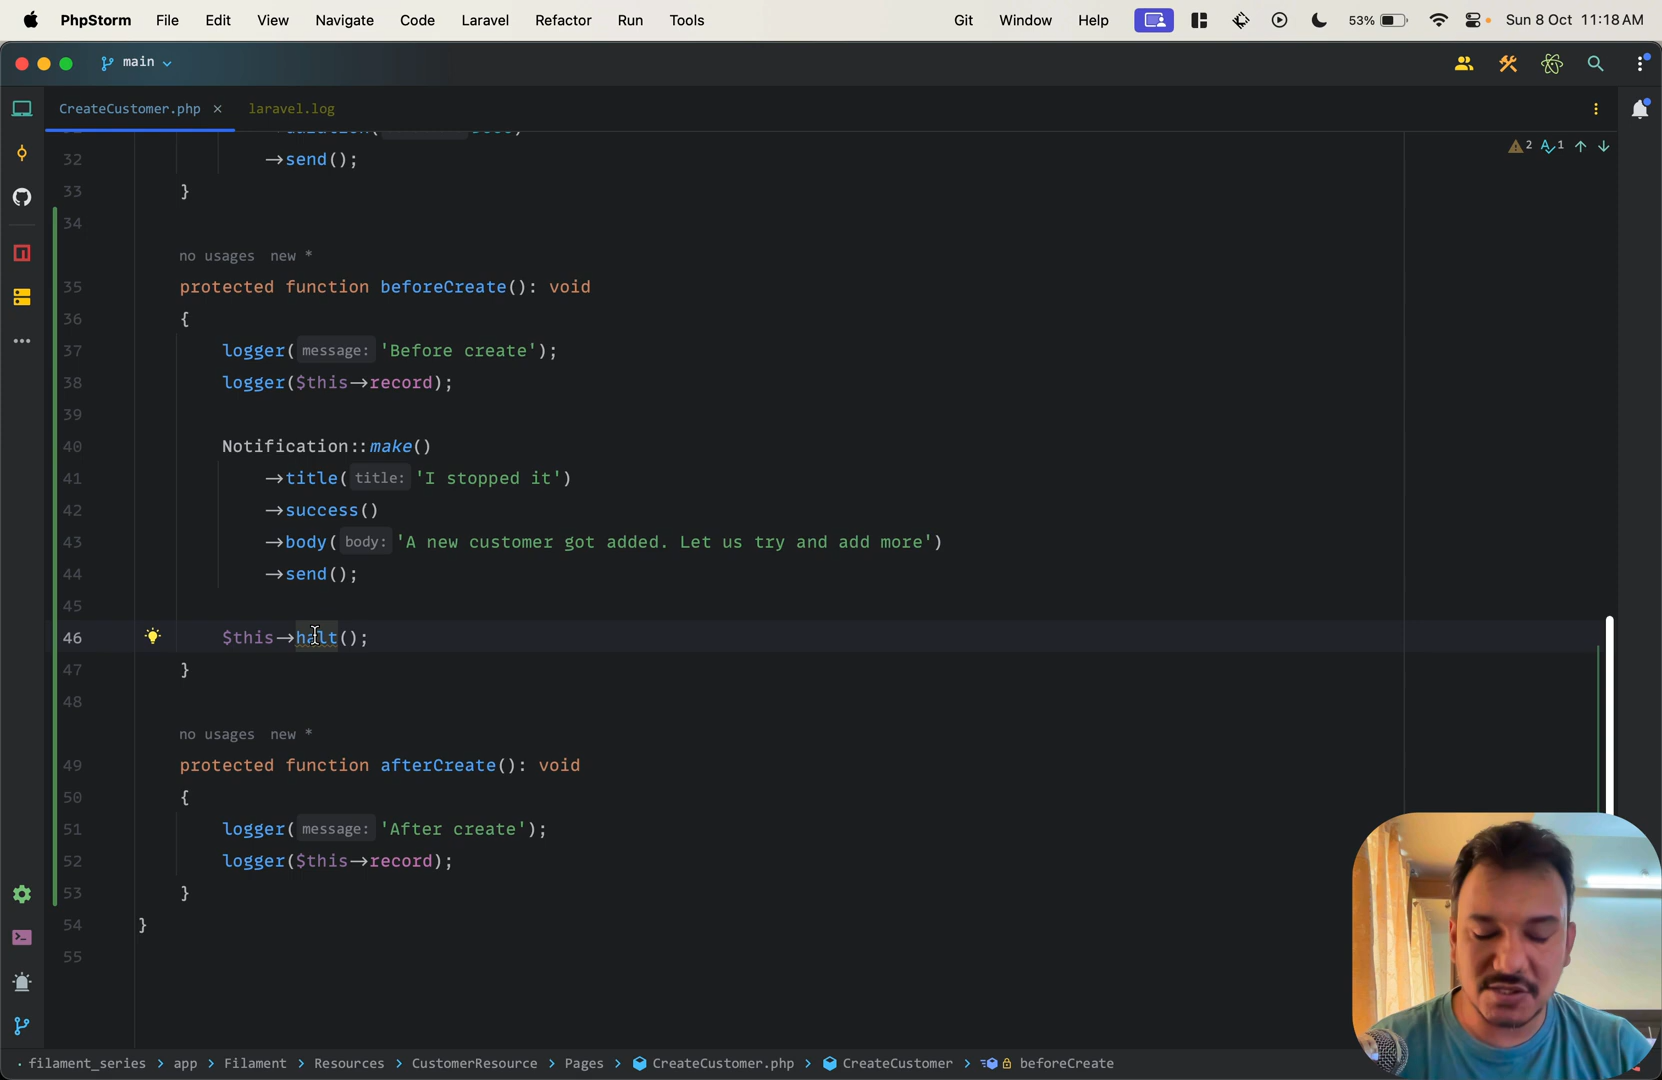 PhpStorm File Edit View Navigate Code Laravel Refactor Run Tools Git Window Help 53% Sun 8 Oct 11:18 AM
main
CreateCustomer.php × laravel.log
2 1
32 ->send();
33 }
34
no usages new *
35 protected function beforeCreate(): void
36 {
37 logger( message: 'Before create');
38 logger($this->record);
39
40 Notification::make()
41 ->title( title: 'I stopped it')
42 ->success()
43 ->body( body: 'A new customer got added. Let us try and add more')
44 ->send();
45
46 $this->halt();
47 }
48
no usages new *
49 protected function afterCreate(): void
50 {
51 logger( message: 'After create');
52 logger($this->record);
53 }
54 }
55
filament_series > app > Filament > Resources > CustomerResource > Pages > CreateCustomer.php > CreateCustomer > beforeCreate